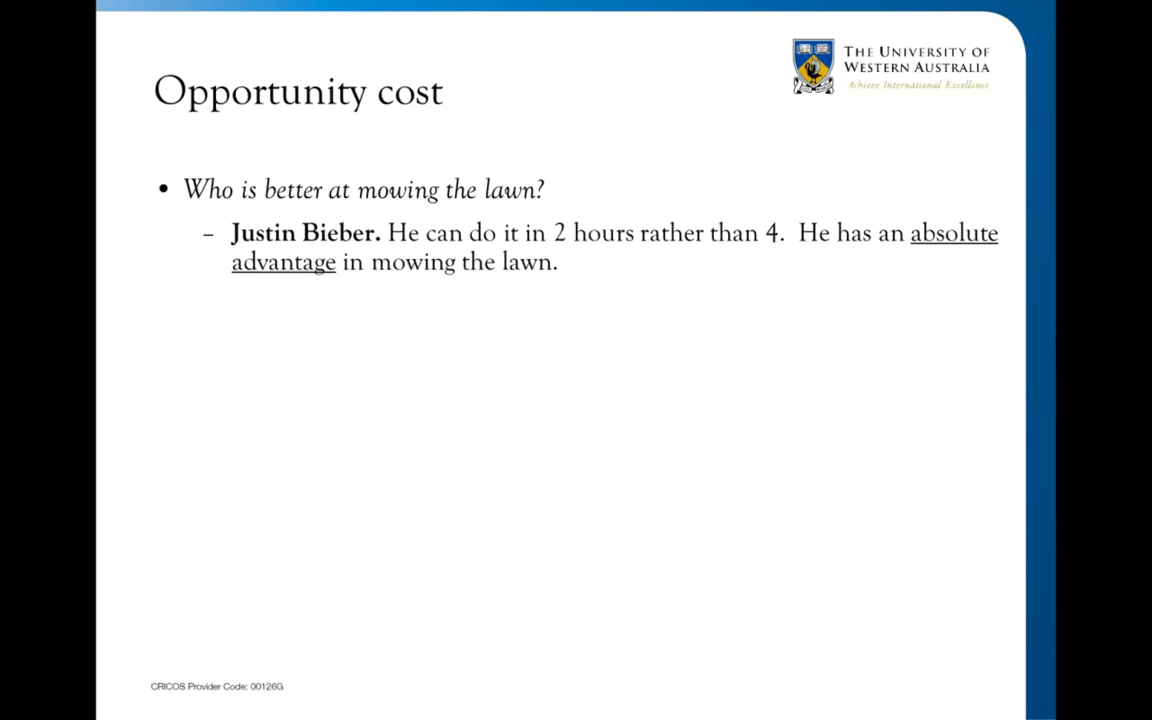 THE UNIVERSITY OF
WESTERN AUSTRALIA
Achieve International Excellence
Opportunity cost
• Who is better at mowing the lawn?
– Justin Bieber. He can do it in 2 hours rather than 4. He has an absolute
advantage in mowing the lawn.
CRICOS Provider Code: 00126G